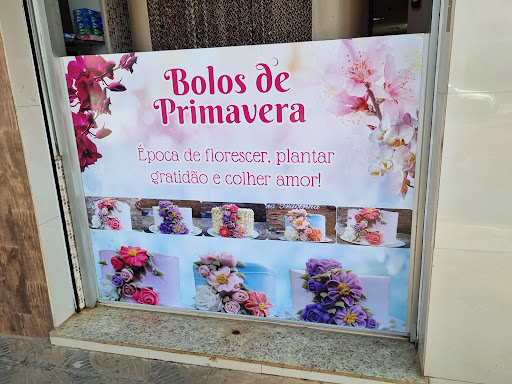 Bolos de
Primavera
Época de florescer, plantar
gratidão e colher amor!